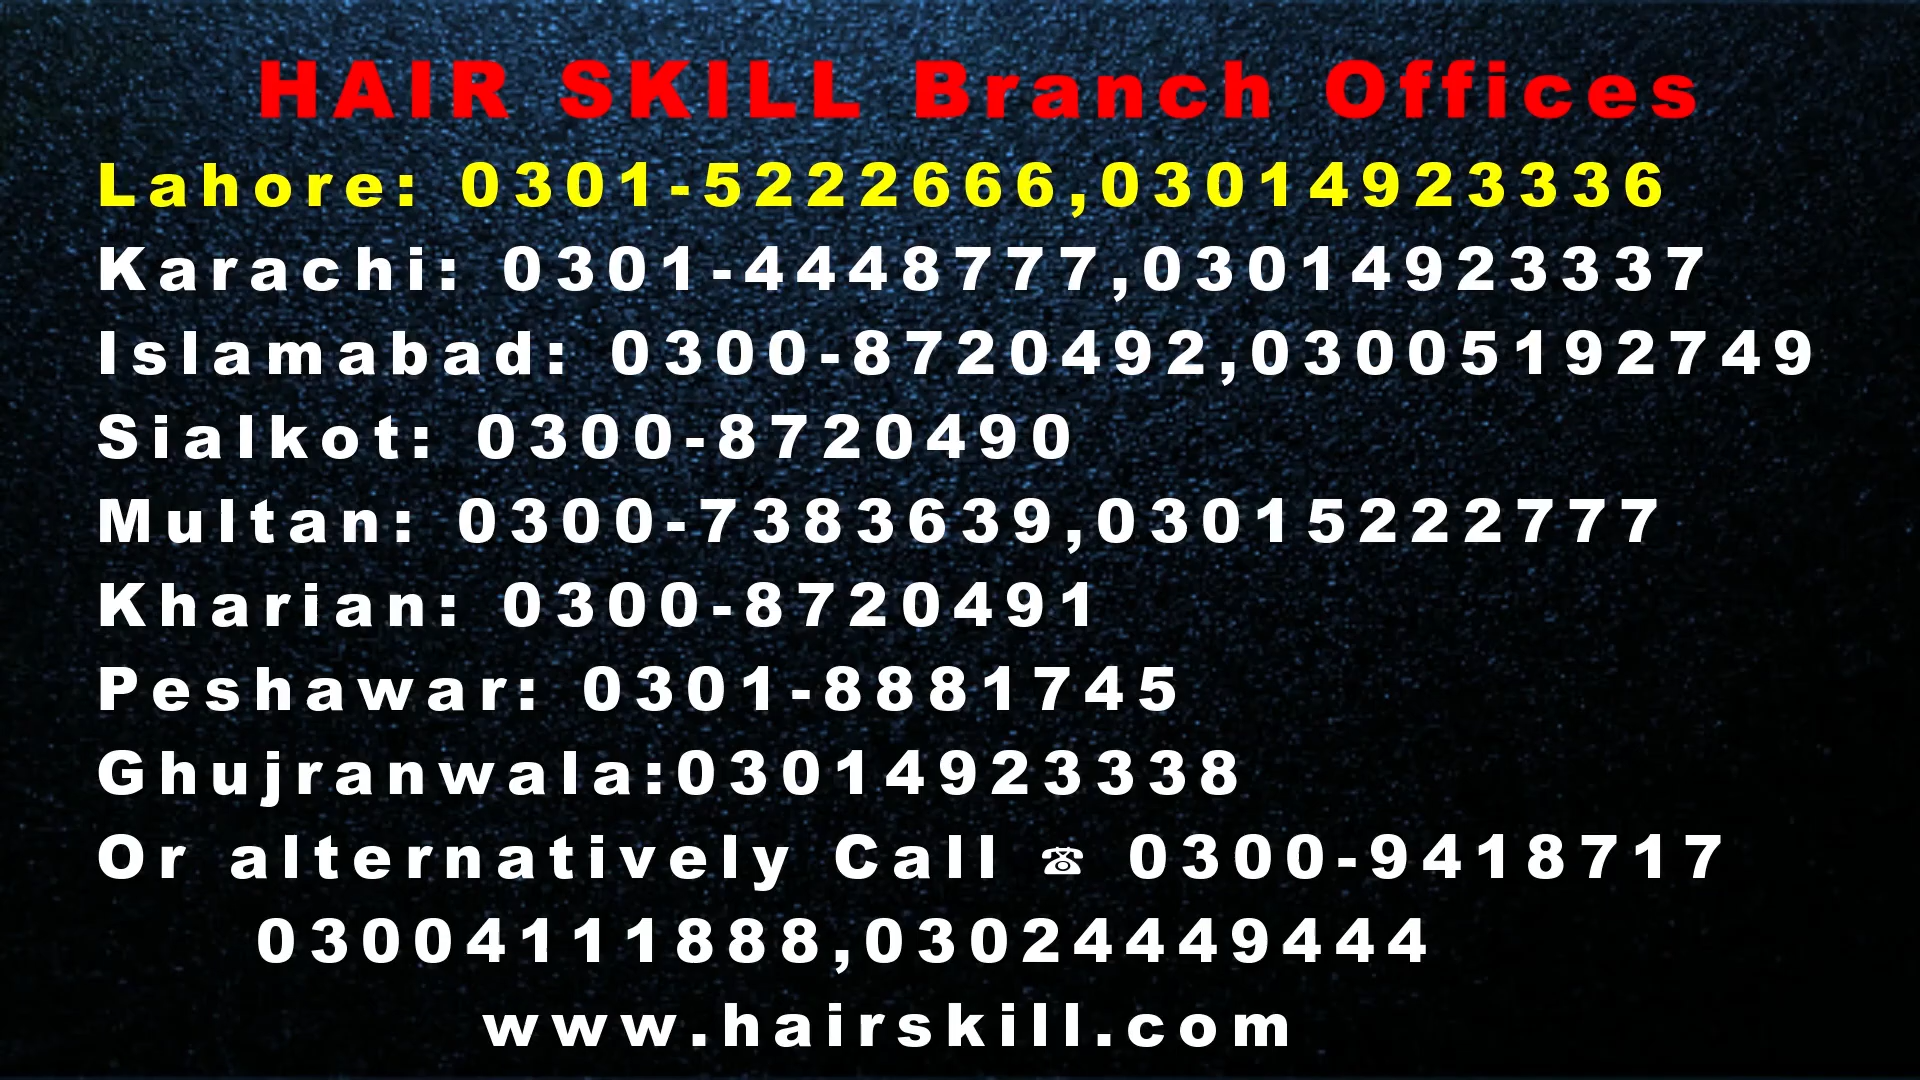 HAIR SKILL Branch Offices
Lahore: 0301-5222666,03014923336
Karachi: 0301-4448777,03014923337
Islamabad: 0300-8720492,03005192749
Sialkot: 0300-8720490
Multan: 0300-7383639,03015222777
Kharian: 0300-8720491
Peshawar: 0301-8881745
Ghujranwala:03014923338
Or alternatively Call ☎ 0300-9418717
03004111888,03024449444
www.hairskill.com